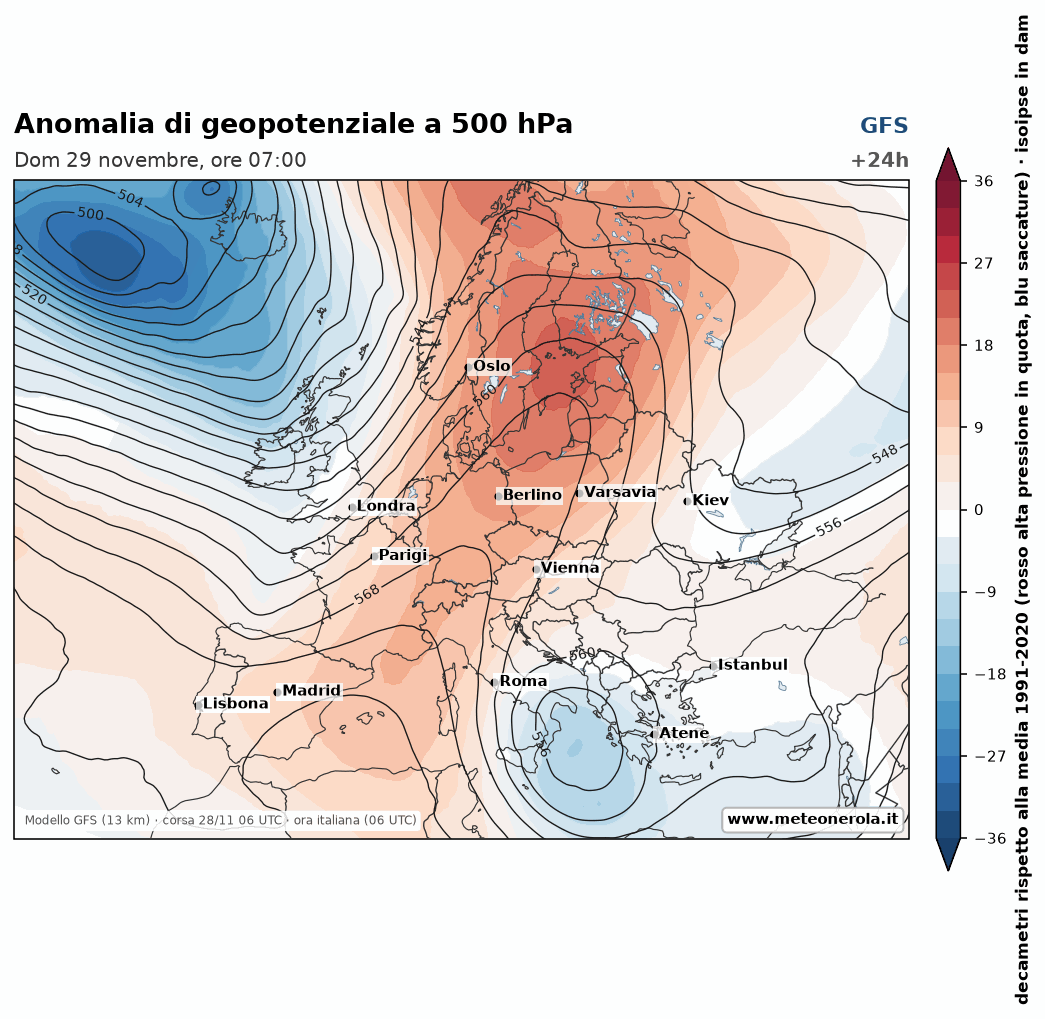 Anomalia di geopotenziale a 500 hPa
GFS
Dom 29 novembre, ore 07:00
+24h
504
500
520
560
548
556
568
560
Oslo
Londra
Berlino
Varsavia
Kiev
Parigi
Vienna
Istanbul
Roma
Madrid
Lisbona
Atene
Modello GFS (13 km) · corsa 28/11 06 UTC · ora italiana (06 UTC)
www.meteonerola.it
36
27
18
9
0
−9
−18
−27
−36
decametri rispetto alla media 1991-2020 (rosso alta pressione in quota, blu saccature) · isoipse in dam